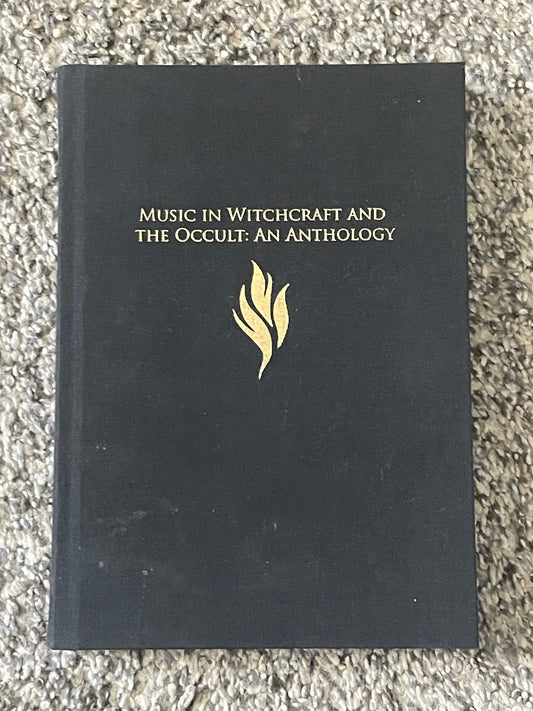 Music in Witchcraft and
the Occult: An Anthology